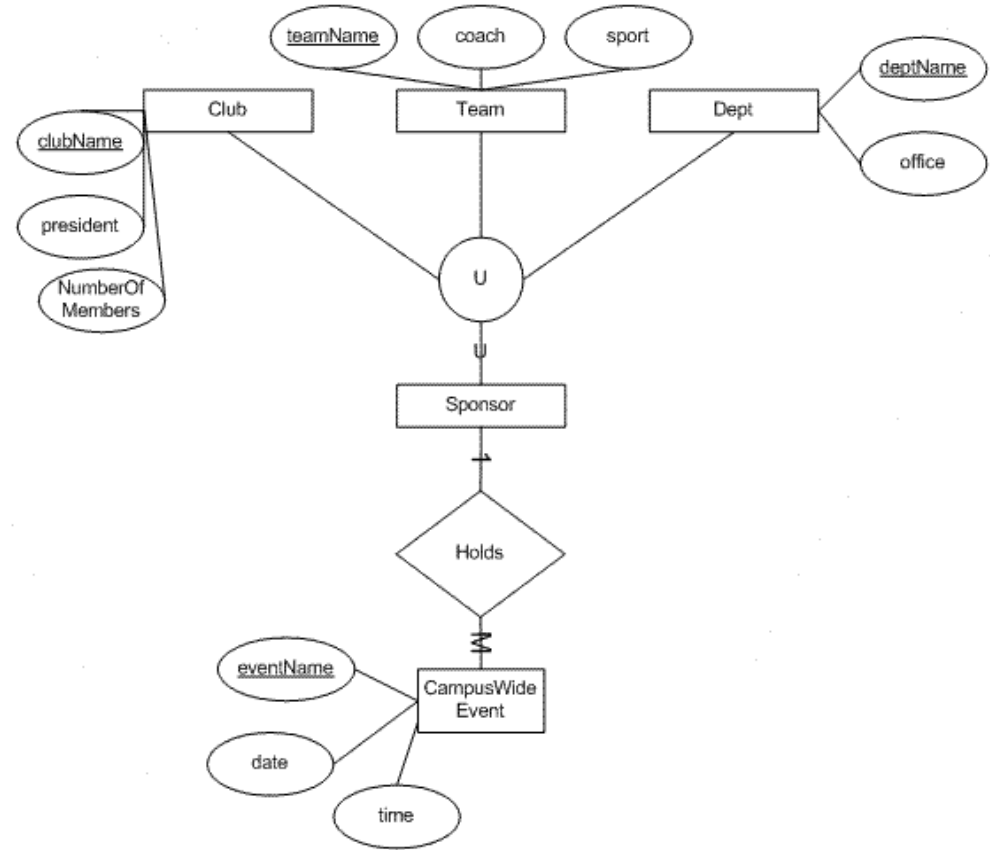 teamName
coach
sport
deptName
Club
Team
Dept
clubName
office
president
U
NumberOf
Members
U
Sponsor
1
Holds
M
eventName
CampusWide
Event
date
time